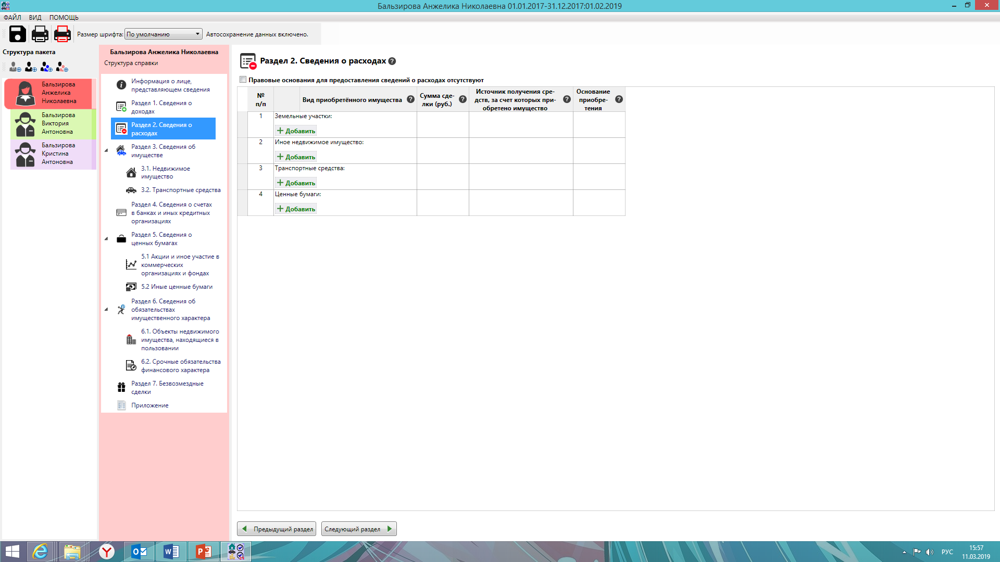 Бальзирова Анжелика Николаевна 01.01.2017-31.12.2017:01.02.2019
ФАЙЛ ВИД ПОМОЩЬ
Размер шрифта: По умолчанию Автосохранение данных включено.
Структура пакета
Бальзирова
Анжелика
Николаевна
Бальзирова
Виктория
Антоновна
Бальзирова
Кристина
Антоновна
Бальзирова Анжелика Николаевна
Структура справки
Информация о лице,
представляющем сведения
Раздел 1. Сведения о
доходах
Раздел 2. Сведения о
расходах
Раздел 3. Сведения об
имуществе
3.1. Недвижимое
имущество
3.2. Транспортные средства
Раздел 4. Сведения о счетах
в банках и иных кредитных
организациях
Раздел 5. Сведения о
ценных бумагах
5.1 Акции и иное участие в
коммерческих
организациях и фондах
5.2 Иные ценные бумаги
Раздел 6. Сведения об
обязательствах
имущественного характера
6.1. Объекты недвижимого
имущества, находящиеся в
пользовании
6.2. Срочные обязательства
финансового характера
Раздел 7. Безвозмездные
сделки
Приложение
Раздел 2. Сведения о расходах ?
Правовые основания для предоставления сведений о расходах отсутствуют
№
п/п
Вид приобретённого имущества ?
Сумма сде-
лки (руб.) ?
Источник получения сре-
дств, за счет которых при-
обретено имущество ?
Основание
приобре-
тения ?
1 Земельные участки:
+ Добавить
2 Иное недвижимое имущество:
+ Добавить
3 Транспортные средства:
+ Добавить
4 Ценные бумаги:
+ Добавить
Предыдущий раздел Следующий раздел
РУС
15:57
11.03.2019